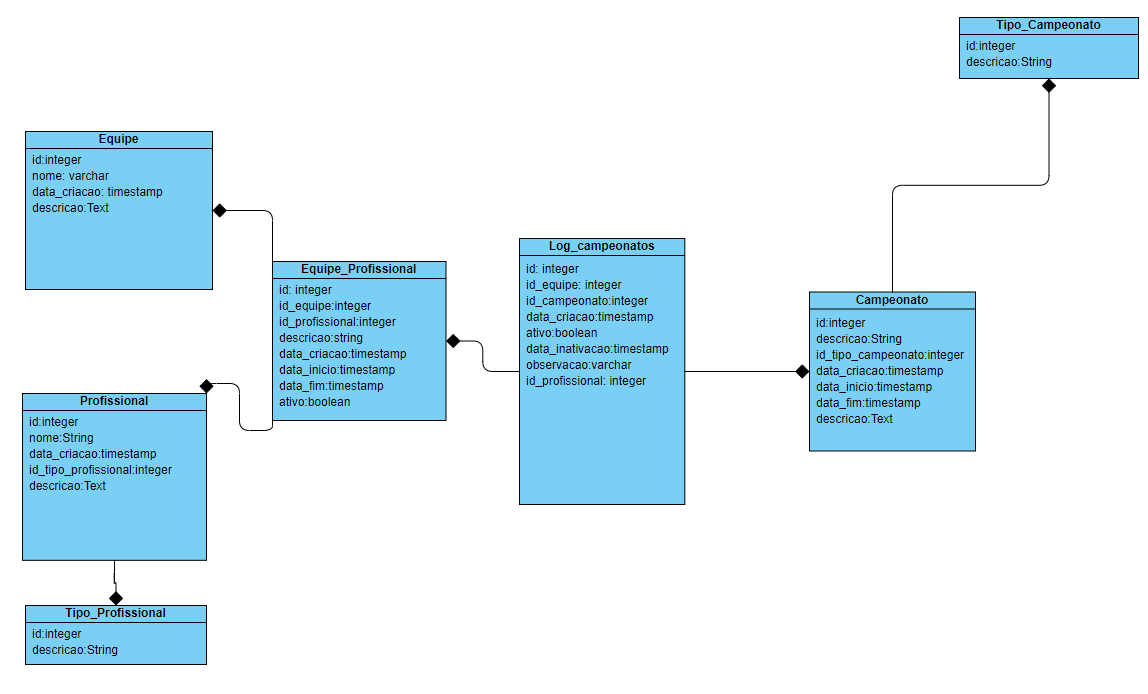 Tipo_Campeonato
id:integer
descricao:String
Equipe
id:integer
nome: varchar
data_criacao: timestamp
descricao:Text
Equipe_Profissional
id: integer
id_equipe:integer
id_profissional:integer
descricao:string
data_criacao:timestamp
data_inicio:timestamp
data_fim:timestamp
ativo:boolean
Log_campeonatos
id: integer
id_equipe: integer
id_campeonato:integer
data_criacao:timestamp
ativo:boolean
data_inativacao:timestamp
observacao:varchar
id_profissional: integer
Campeonato
id:integer
descricao:String
id_tipo_campeonato:integer
data_criacao:timestamp
data_inicio:timestamp
data_fim:timestamp
descricao:Text
Profissional
id:integer
nome:String
data_criacao:timestamp
id_tipo_profissional:integer
descricao:Text
Tipo_Profissional
id:integer
descricao:String